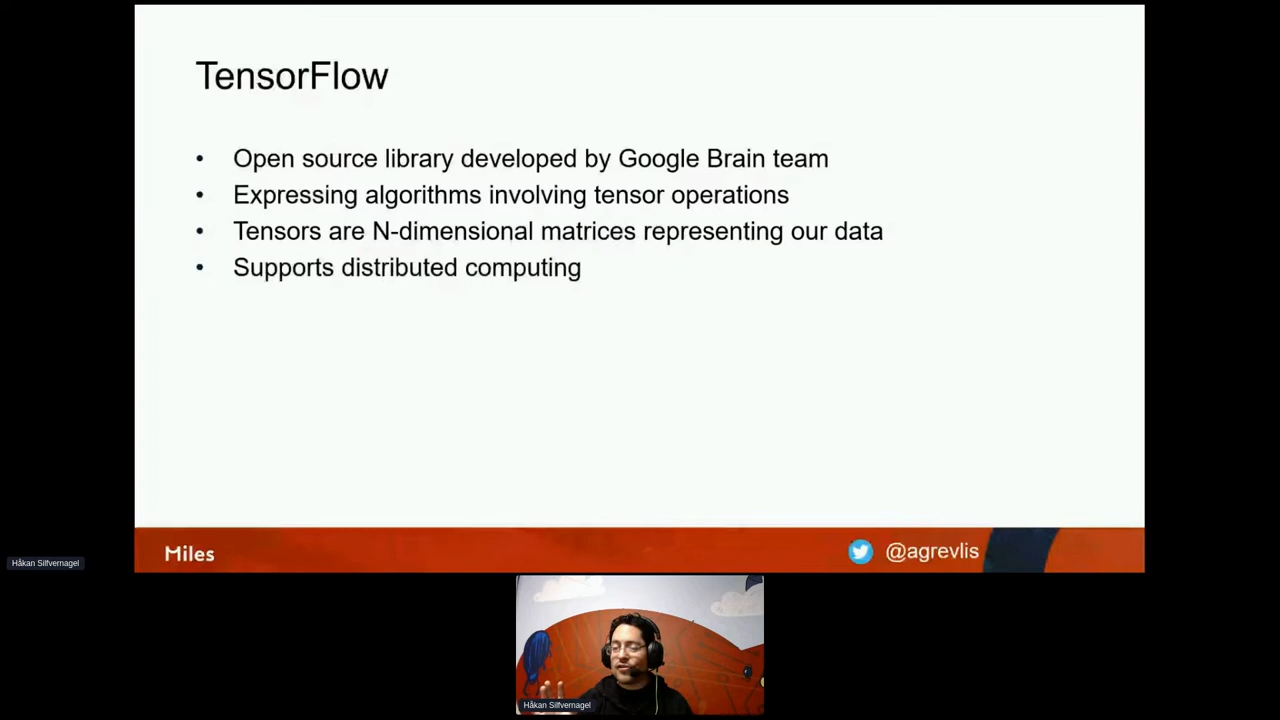 TensorFlow
• Open source library developed by Google Brain team
• Expressing algorithms involving tensor operations
• Tensors are N-dimensional matrices representing our data
• Supports distributed computing
Miles
@agrevlis
Håkan Silfvernagel
Håkan Silfvernagel